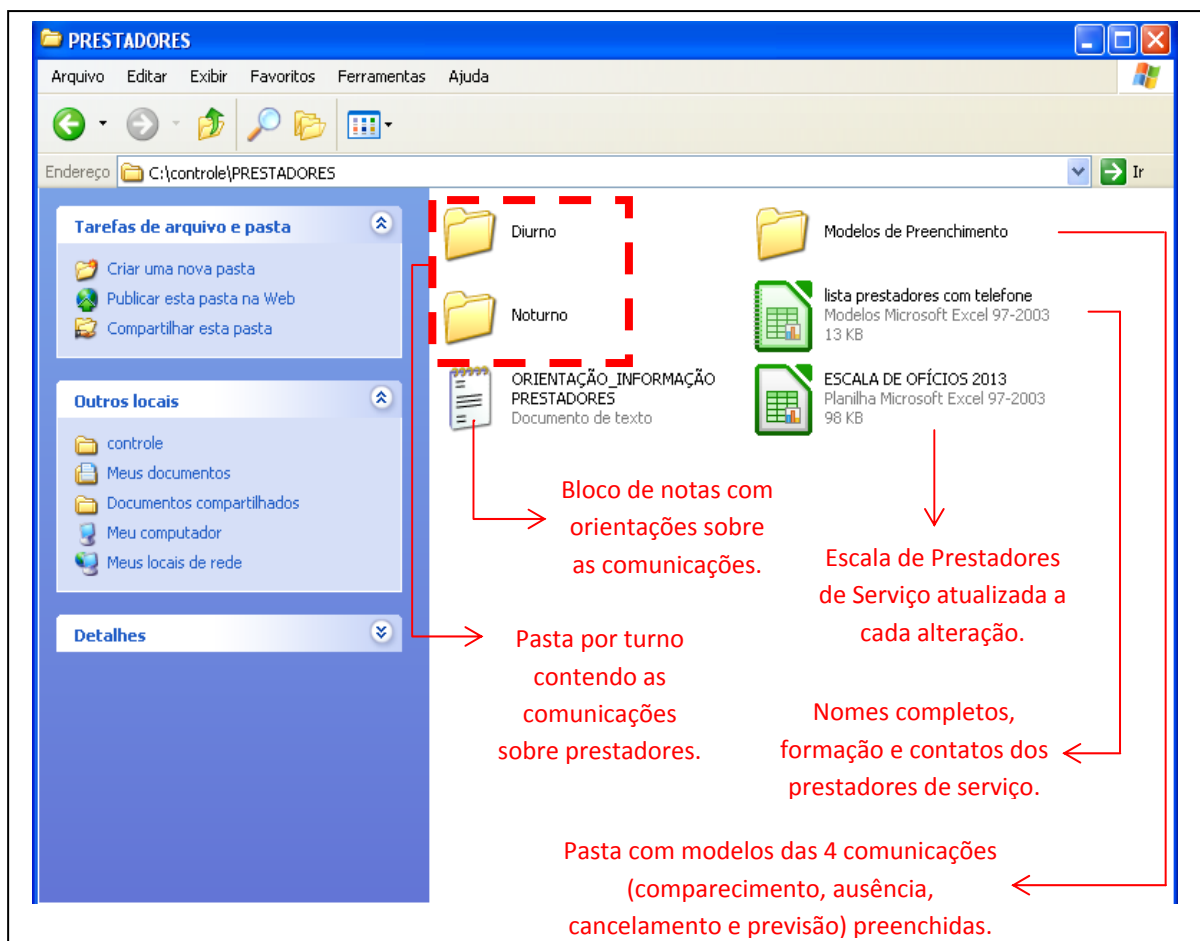 PRESTADORES
Arquivo Editar Exibir Favoritos Ferramentas Ajuda
Endereço C:\controle\PRESTADORES Ir
Tarefas de arquivo e pasta
Criar uma nova pasta
Publicar esta pasta na Web
Compartilhar esta pasta
Outros locais
controle
Meus documentos
Documentos compartilhados
Meu computador
Meus locais de rede
Detalhes
Diurno
Modelos de Preenchimento
Noturno
lista prestadores com telefone
Modelos Microsoft Excel 97-2003
13 KB
ORIENTAÇÃO_INFORMAÇÃO
PRESTADORES
Documento de texto
ESCALA DE OFÍCIOS 2013
Planilha Microsoft Excel 97-2003
98 KB
Bloco de notas com
orientações sobre
as comunicações.
Escala de Prestadores
de Serviço atualizada a
cada alteração.
Pasta por turno
contendo as
comunicações
sobre prestadores.
Nomes completos,
formação e contatos dos
prestadores de serviço.
Pasta com modelos das 4 comunicações
(comparecimento, ausência,
cancelamento e previsão) preenchidas.